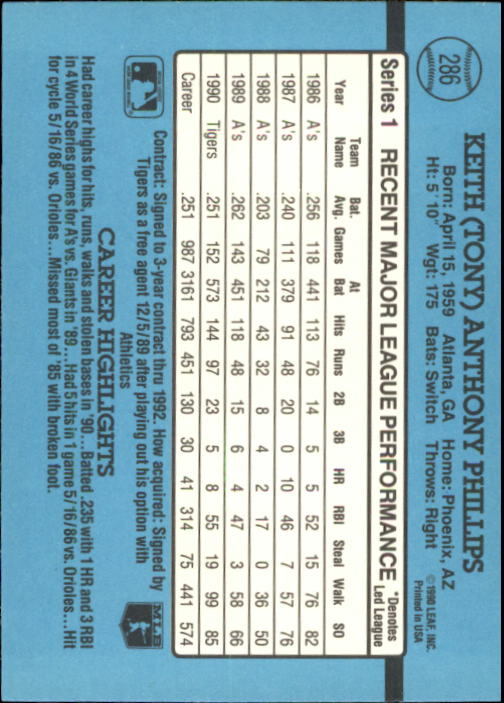 286
KEITH (TONY) ANTHONY PHILLIPS
Born: April 15, 1959 Atlanta, GA Home: Phoenix, AZ
Ht: 5'10" Wgt: 175 Bats: Switch Throws: Right
© 1990 LEAF, INC.
Printed in USA
Series 1 RECENT MAJOR LEAGUE PERFORMANCE *Denotes Led League
Year Team Name Bat. Avg. Games At Bat Hits Runs 2B 3B HR RBI Steal Walk SO
1986 A's .256 118 441 113 76 14 5 5 52 15 76 82
1987 A's .240 111 379 91 48 20 0 10 46 7 57 76
1988 A's .203 79 212 43 32 8 4 2 17 0 36 50
1989 A's .262 143 451 118 48 15 6 4 47 3 58 66
1990 Tigers .251 152 573 144 97 23 5 8 55 19 99 85
Career .251 987 3161 793 451 130 30 41 314 75 441 574
Contract: Signed to 3-year contract thru 1992. How acquired: Signed by
Tigers as a free agent 12/5/89 after playing out his option with
Athletics
CAREER HIGHLIGHTS
Had career highs for hits, runs, walks and stolen bases in '90... Batted .235 with 1 HR and 3 RBI
in 4 World Series games for A's vs. Giants in '89... Had 5 hits in 1 game 5/16/86 vs. Orioles... Hit
for cycle 5/16/86 vs. Orioles... Missed most of '85 with broken foot.